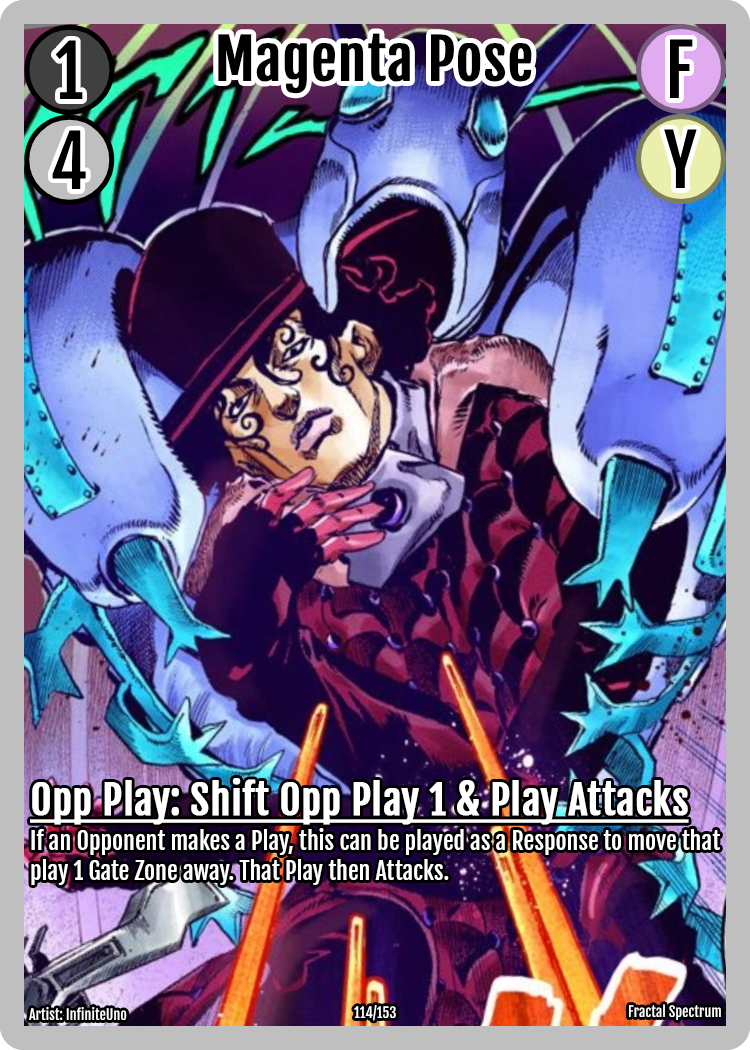 1
Magenta Pose
F
4
Y
Opp Play: Shift Opp Play 1 & Play Attacks
If an Opponent makes a Play, this can be played as a Response to move that
play 1 Gate Zone away. That Play then Attacks.
Artist: InfiniteUno
114/153
Fractal Spectrum